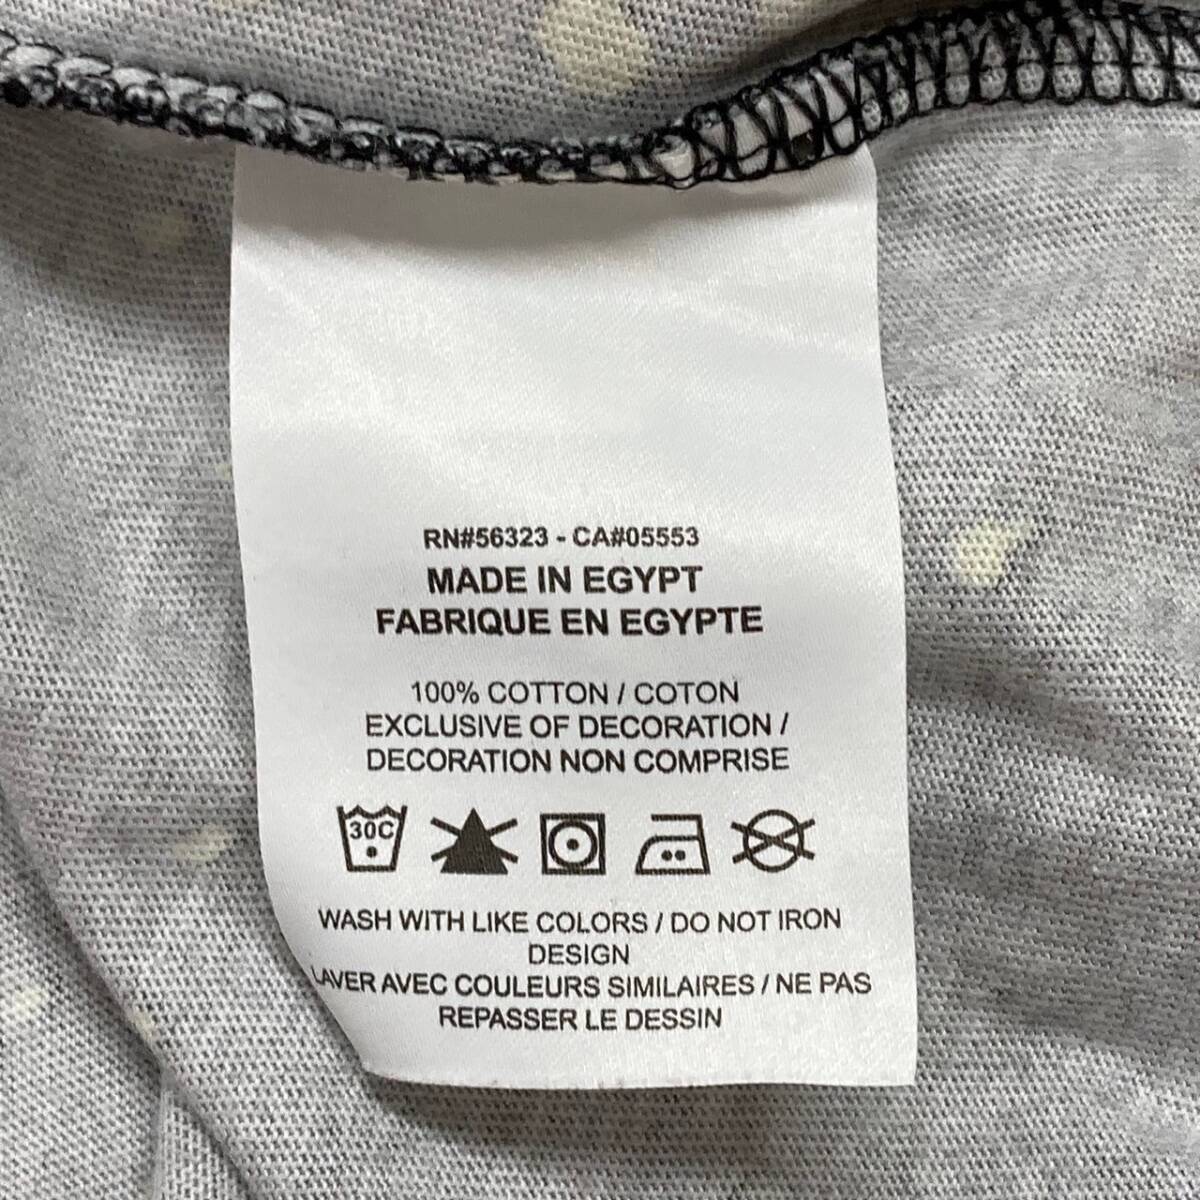 RN#56323 - CA#05553
MADE IN EGYPT
FABRIQUE EN EGYPTE
100% COTTON / COTON
EXCLUSIVE OF DECORATION /
DECORATION NON COMPRISE
30C
WASH WITH LIKE COLORS / DO NOT IRON
DESIGN
LAVER AVEC COULEURS SIMILAIRES / NE PAS
REPASSER LE DESSIN